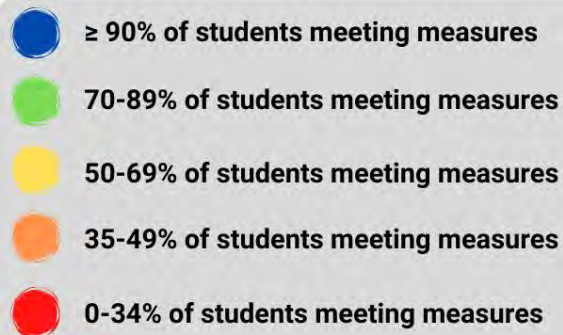 ≥ 90% of students meeting measures
70-89% of students meeting measures
50-69% of students meeting measures
35-49% of students meeting measures
0-34% of students meeting measures